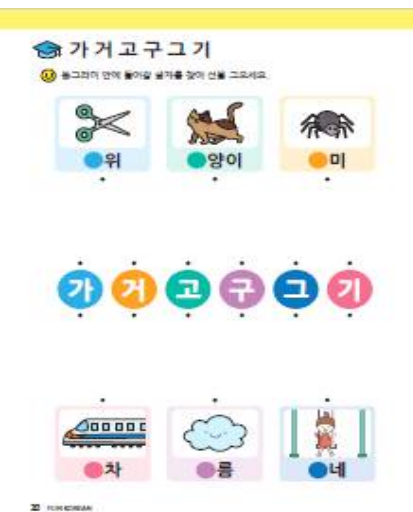 가 거 고 구 그 기
동그라미 안에 들어갈 글자를 찾아 선을 그으세요.
위 양이 미
가 거 고 구 그 기
차 름 네